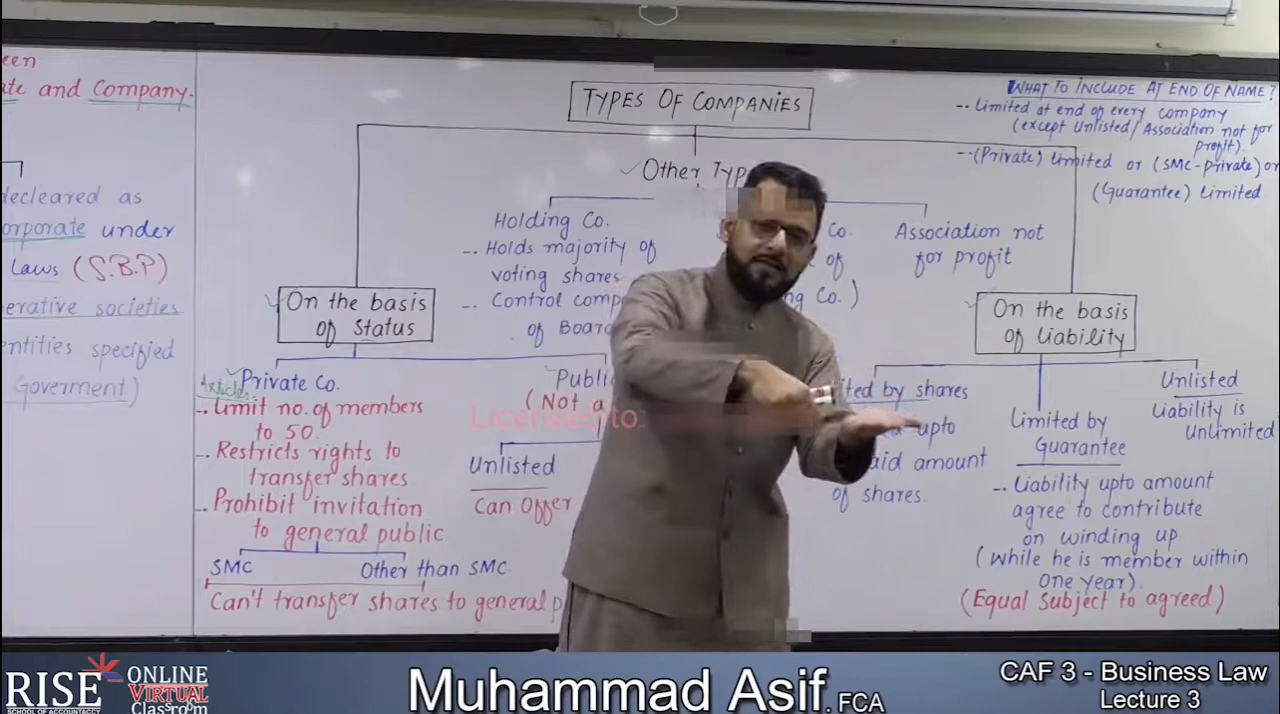 een
ate and Company.
decleared as
orporate under
Laws (S.B.P)
erative societies
entities specified
Goverment)
TYPES OF COMPANIES
Other Typ
Holding Co.
-- Holds majority of
voting shares
-- Control comp
of Board
Co.
of
ng Co.)
Association not
for profit
On the basis
of Status
Articles.
Private Co.
-- Limit no. of members
to 50.
-- Restricts rights to
transfer shares
-- Prohibit invitation
to general public
SMC
Other than SMC
Can't transfer shares to general p
Publi
(Not a
Unlisted
Can Offer
WHAT TO INCLUDE AT END OF NAME?
-- Limited at end of every company
(except Unlisted/Association not for
profit).
-- (Private) Limited or (SMC-private) or
(Guarantee) Limited
On the basis
of Liability
ited by shares
upto
aid amount
of shares.
Limited by
Guarantee
-- Liability upto amount
agree to contribute
on winding up
(While he is member within
one year).
(Equal Subject to agreed)
Unlisted
Liability is
Unlimited
Licensed to:
RISE
SCHOOL OF ACCOUNTANCY
ONLINE
VIRTUAL
Classroom
Muhammad Asif. FCA
CAF 3 - Business Law
Lecture 3